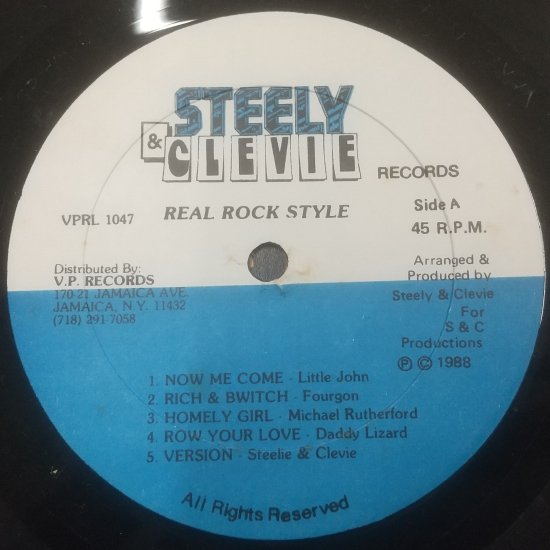 STEELY
& CLEVIE
RECORDS
VPRL 1047
REAL ROCK STYLE
Side A
45 R.P.M.
Distributed By:
V.P. RECORDS
170-21 JAMAICA AVE.
JAMAICA, N.Y. 11432
(718) 291-7058
Arranged &
Produced by
Steely & Clevie
For
S & C
Productions
Ⓟ © 1988
1. NOW ME COME - Little John
2. RICH & BWITCH - Fourgon
3. HOMELY GIRL - Michael Rutherford
4. ROW YOUR LOVE - Daddy Lizard
5. VERSION - Steelie & Clevie
All Rights Reserved